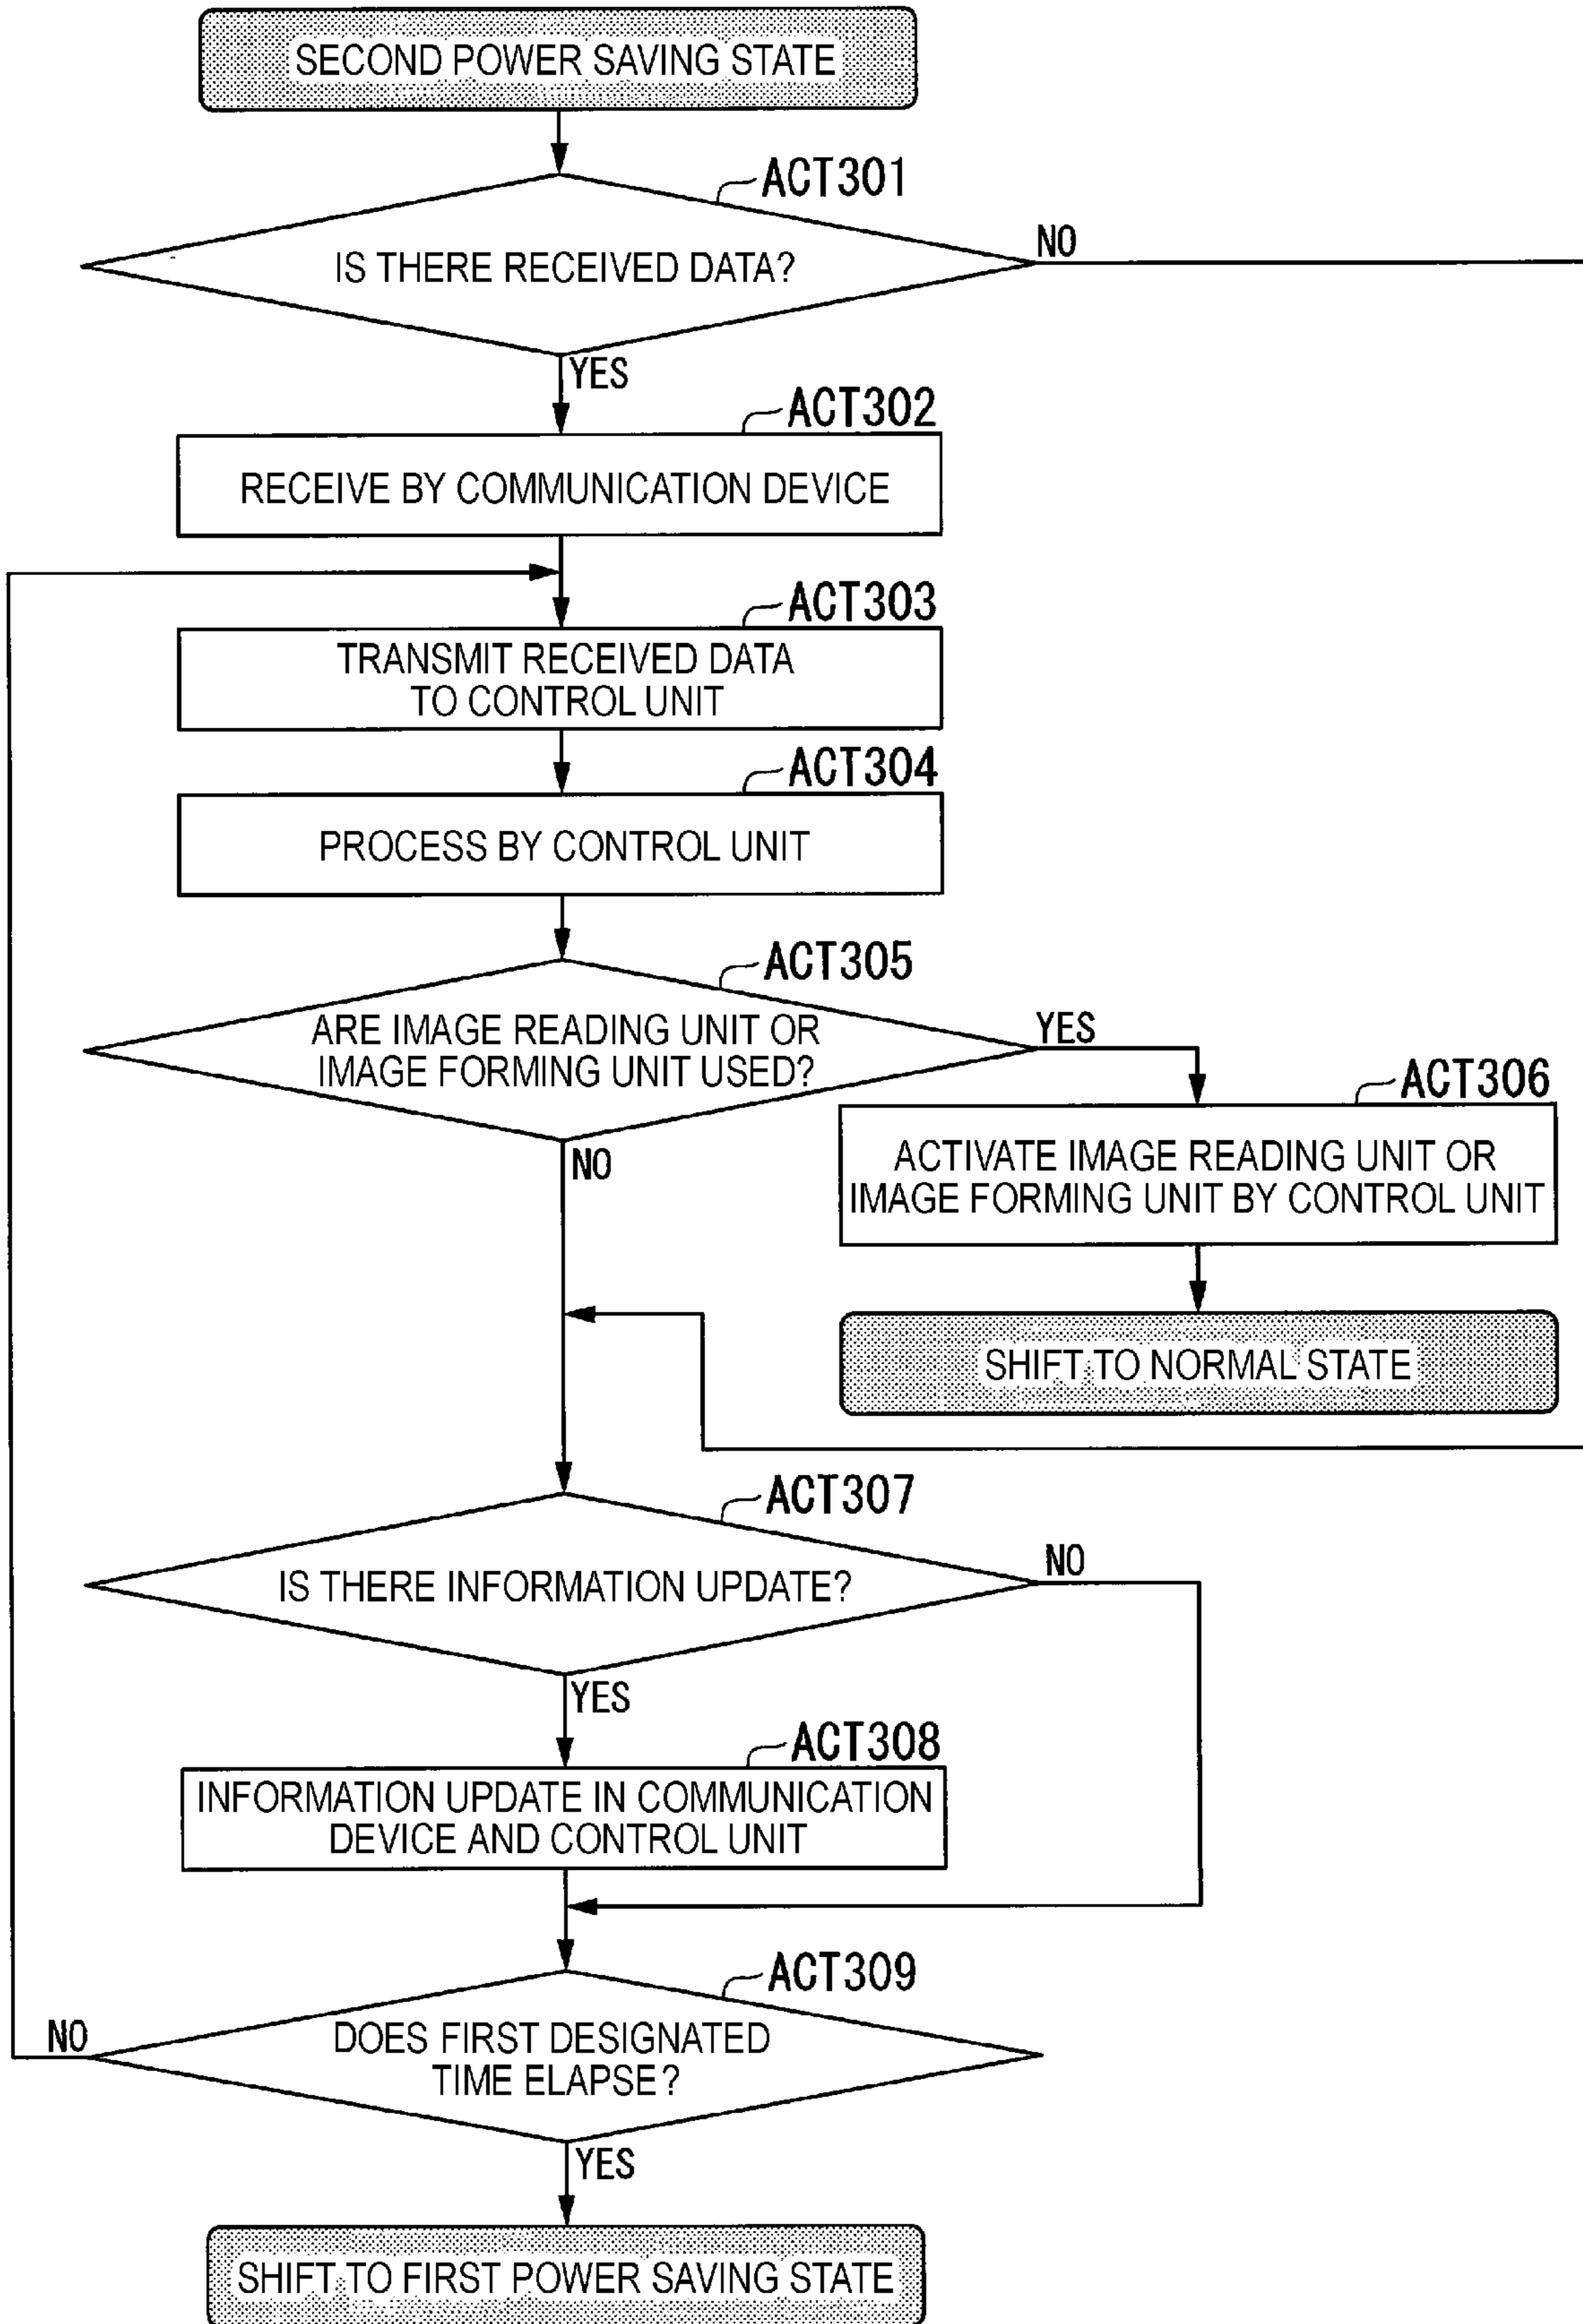 SECOND POWER SAVING STATE
ACT301
IS THERE RECEIVED DATA?
NO
YES
ACT302
RECEIVE BY COMMUNICATION DEVICE
ACT303
TRANSMIT RECEIVED DATA
TO CONTROL UNIT
ACT304
PROCESS BY CONTROL UNIT
ACT305
ARE IMAGE READING UNIT OR
IMAGE FORMING UNIT USED?
YES
NO
ACT306
ACTIVATE IMAGE READING UNIT OR
IMAGE FORMING UNIT BY CONTROL UNIT
SHIFT TO NORMAL STATE
ACT307
IS THERE INFORMATION UPDATE?
NO
YES
ACT308
INFORMATION UPDATE IN COMMUNICATION
DEVICE AND CONTROL UNIT
ACT309
DOES FIRST DESIGNATED
TIME ELAPSE?
NO
YES
SHIFT TO FIRST POWER SAVING STATE